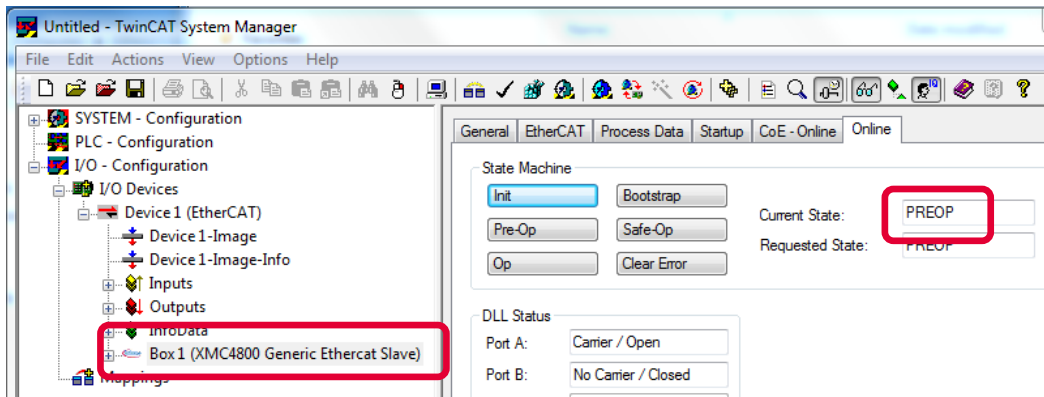 Untitled - TwinCAT System Manager
File Edit Actions View Options Help
SYSTEM - Configuration
PLC - Configuration
I/O - Configuration
I/O Devices
Device 1 (EtherCAT)
Device 1-Image
Device 1-Image-Info
Inputs
Outputs
InfoData
Box 1 (XMC4800 Generic Ethercat Slave)
Mappings
General EtherCAT Process Data Startup CoE - Online Online
State Machine
Init Bootstrap
Pre-Op Safe-Op
Op Clear Error
Current State: PREOP
Requested State: PREOP
DLL Status
Port A: Carrier / Open
Port B: No Carrier / Closed